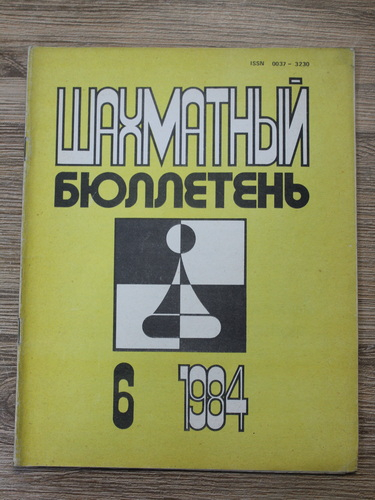 ISSN 0037-3230
ШАХМАТНЫЙ
БЮЛЛЕТЕНЬ
6 1984